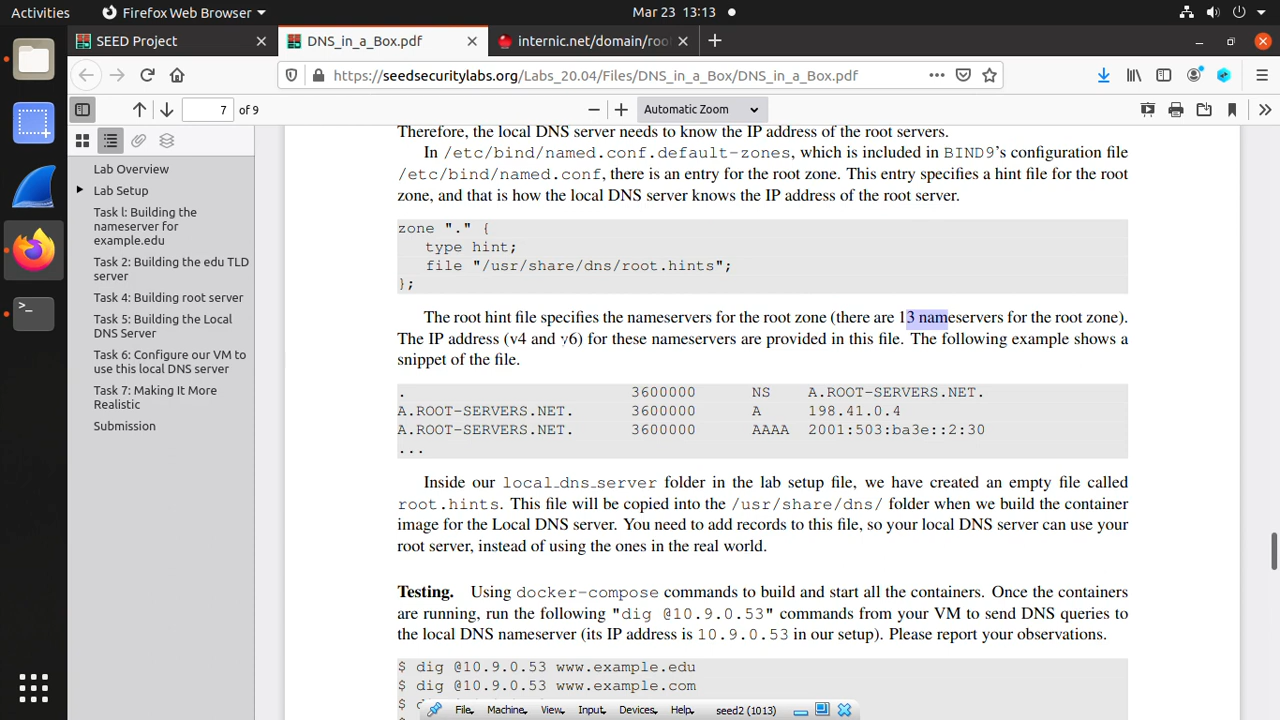 Activities
Firefox Web Browser
Mar 23 13:13
SEED Project
DNS_in_a_Box.pdf
internic.net/domain/roo
https://seedsecuritylabs.org/Labs_20.04/Files/DNS_in_a_Box/DNS_in_a_Box.pdf
7 of 9
Automatic Zoom
Lab Overview
Lab Setup
Task l: Building the
nameserver for
example.edu
Task 2: Building the edu TLD
server
Task 4: Building root server
Task 5: Building the Local
DNS Server
Task 6: Configure our VM to
use this local DNS server
Task 7: Making It More
Realistic
Submission
Therefore, the local DNS server needs to know the IP address of the root servers.
In /etc/bind/named.conf.default-zones, which is included in BIND9's configuration file
/etc/bind/named.conf, there is an entry for the root zone. This entry specifies a hint file for the root
zone, and that is how the local DNS server knows the IP address of the root server.
zone "." {
type hint;
file "/usr/share/dns/root.hints";
};
The root hint file specifies the nameservers for the root zone (there are 13 nameservers for the root zone).
The IP address (v4 and v6) for these nameservers are provided in this file. The following example shows a
snippet of the file.
. 3600000 NS A.ROOT-SERVERS.NET.
A.ROOT-SERVERS.NET. 3600000 A 198.41.0.4
A.ROOT-SERVERS.NET. 3600000 AAAA 2001:503:ba3e::2:30
...
Inside our local_dns_server folder in the lab setup file, we have created an empty file called
root.hints. This file will be copied into the /usr/share/dns/ folder when we build the container
image for the Local DNS server. You need to add records to this file, so your local DNS server can use your
root server, instead of using the ones in the real world.
Testing. Using docker-compose commands to build and start all the containers. Once the containers
are running, run the following "dig @10.9.0.53" commands from your VM to send DNS queries to
the local DNS nameserver (its IP address is 10.9.0.53 in our setup). Please report your observations.
$ dig @10.9.0.53 www.example.edu
$ dig @10.9.0.53 www.example.com
$
File Machine View Input Devices Help seed2 (1013)